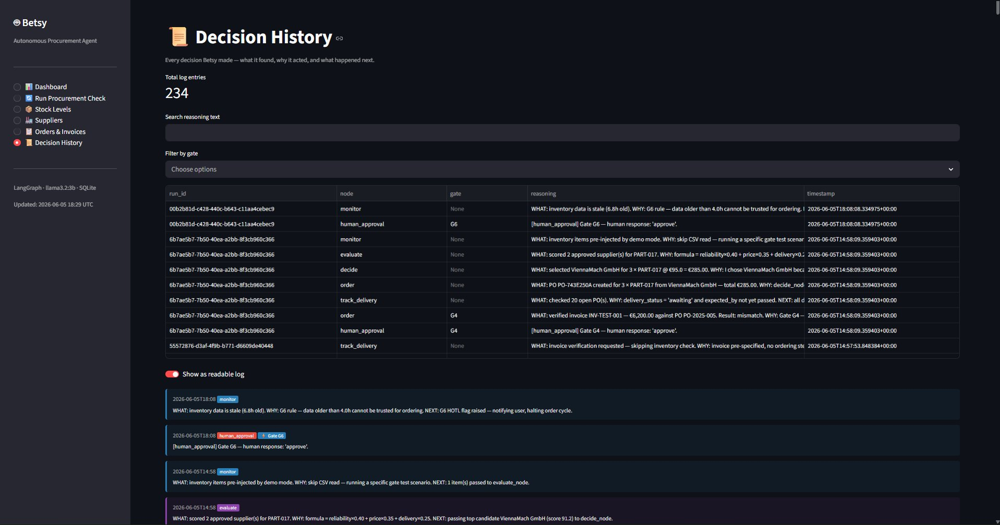 Betsy
Autonomous Procurement Agent
Dashboard
Run Procurement Check
Stock Levels
Suppliers
Orders & Invoices
Decision History
LangGraph · llama3.2:3b · SQLite
Updated: 2026-06-05 18:29 UTC
Decision History
Every decision Betsy made — what it found, why it acted, and what happened next.
Total log entries
234
Search reasoning text
Filter by gate
Choose options
run_id node gate reasoning timestamp
00b2b81d-c428-440c-b643-c11aa4cebec9 monitor None WHAT: inventory data is stale (6.8h old). WHY: G6 rule — data older than 4.0h cannot be trusted for ordering. 2026-06-05T18:08:08.334975+00:00
00b2b81d-c428-440c-b643-c11aa4cebec9 human_approval G6 [human_approval] Gate G6 — human response: 'approve'. 2026-06-05T18:08:08.334975+00:00
6b7ae5b7-7b50-40ea-a2bb-8f3cb960c366 monitor None WHAT: inventory items pre-injected by demo mode. WHY: skip CSV read — running a specific gate test scenar 2026-06-05T14:58:09.359403+00:00
6b7ae5b7-7b50-40ea-a2bb-8f3cb960c366 evaluate None WHAT: scored 2 approved supplier(s) for PART-017. WHY: formula = reliability×0.40 + price×0.35 + delivery×0.2 2026-06-05T14:58:09.359403+00:00
6b7ae5b7-7b50-40ea-a2bb-8f3cb960c366 decide None WHAT: selected ViennaMach GmbH for 3 × PART-017 @ €95.0 = €285.00. WHY: I chose ViennaMach GmbH beca 2026-06-05T14:58:09.359403+00:00
6b7ae5b7-7b50-40ea-a2bb-8f3cb960c366 order None WHAT: PO PO-743E250A created for 3 × PART-017 from ViennaMach GmbH — total €285.00. WHY: decide_nod 2026-06-05T14:58:09.359403+00:00
6b7ae5b7-7b50-40ea-a2bb-8f3cb960c366 track_delivery None WHAT: checked 20 open PO(s). WHY: delivery_status = 'awaiting' and expected_by not yet passed. NEXT: all d 2026-06-05T14:58:09.359403+00:00
6b7ae5b7-7b50-40ea-a2bb-8f3cb960c366 order G4 WHAT: verified invoice INV-TEST-001 — €6,200.00 against PO PO-2025-005. Result: mismatch. WHY: Gate G4 — 2026-06-05T14:58:09.359403+00:00
6b7ae5b7-7b50-40ea-a2bb-8f3cb960c366 human_approval G4 [human_approval] Gate G4 — human response: 'approve'. 2026-06-05T14:58:09.359403+00:00
55572876-d3af-4f9b-b771-d6609de40448 track_delivery None WHAT: invoice verification requested — skipping inventory check. WHY: invoice pre-specified, no ordering ste 2026-06-05T14:57:53.848384+00:00
Show as readable log
2026-06-05T18:08 monitor
WHAT: inventory data is stale (6.8h old). WHY: G6 rule — data older than 4.0h cannot be trusted for ordering. NEXT: G6 HOTL flag raised — notifying user, halting order cycle.
2026-06-05T18:08 human_approval Gate G6
[human_approval] Gate G6 — human response: 'approve'.
2026-06-05T14:58 monitor
WHAT: inventory items pre-injected by demo mode. WHY: skip CSV read — running a specific gate test scenario. NEXT: 1 item(s) passed to evaluate_node.
2026-06-05T14:58 evaluate
WHAT: scored 2 approved supplier(s) for PART-017. WHY: formula = reliability×0.40 + price×0.35 + delivery×0.25. NEXT: passing top candidate ViennaMach GmbH (score 91.2) to decide_node.